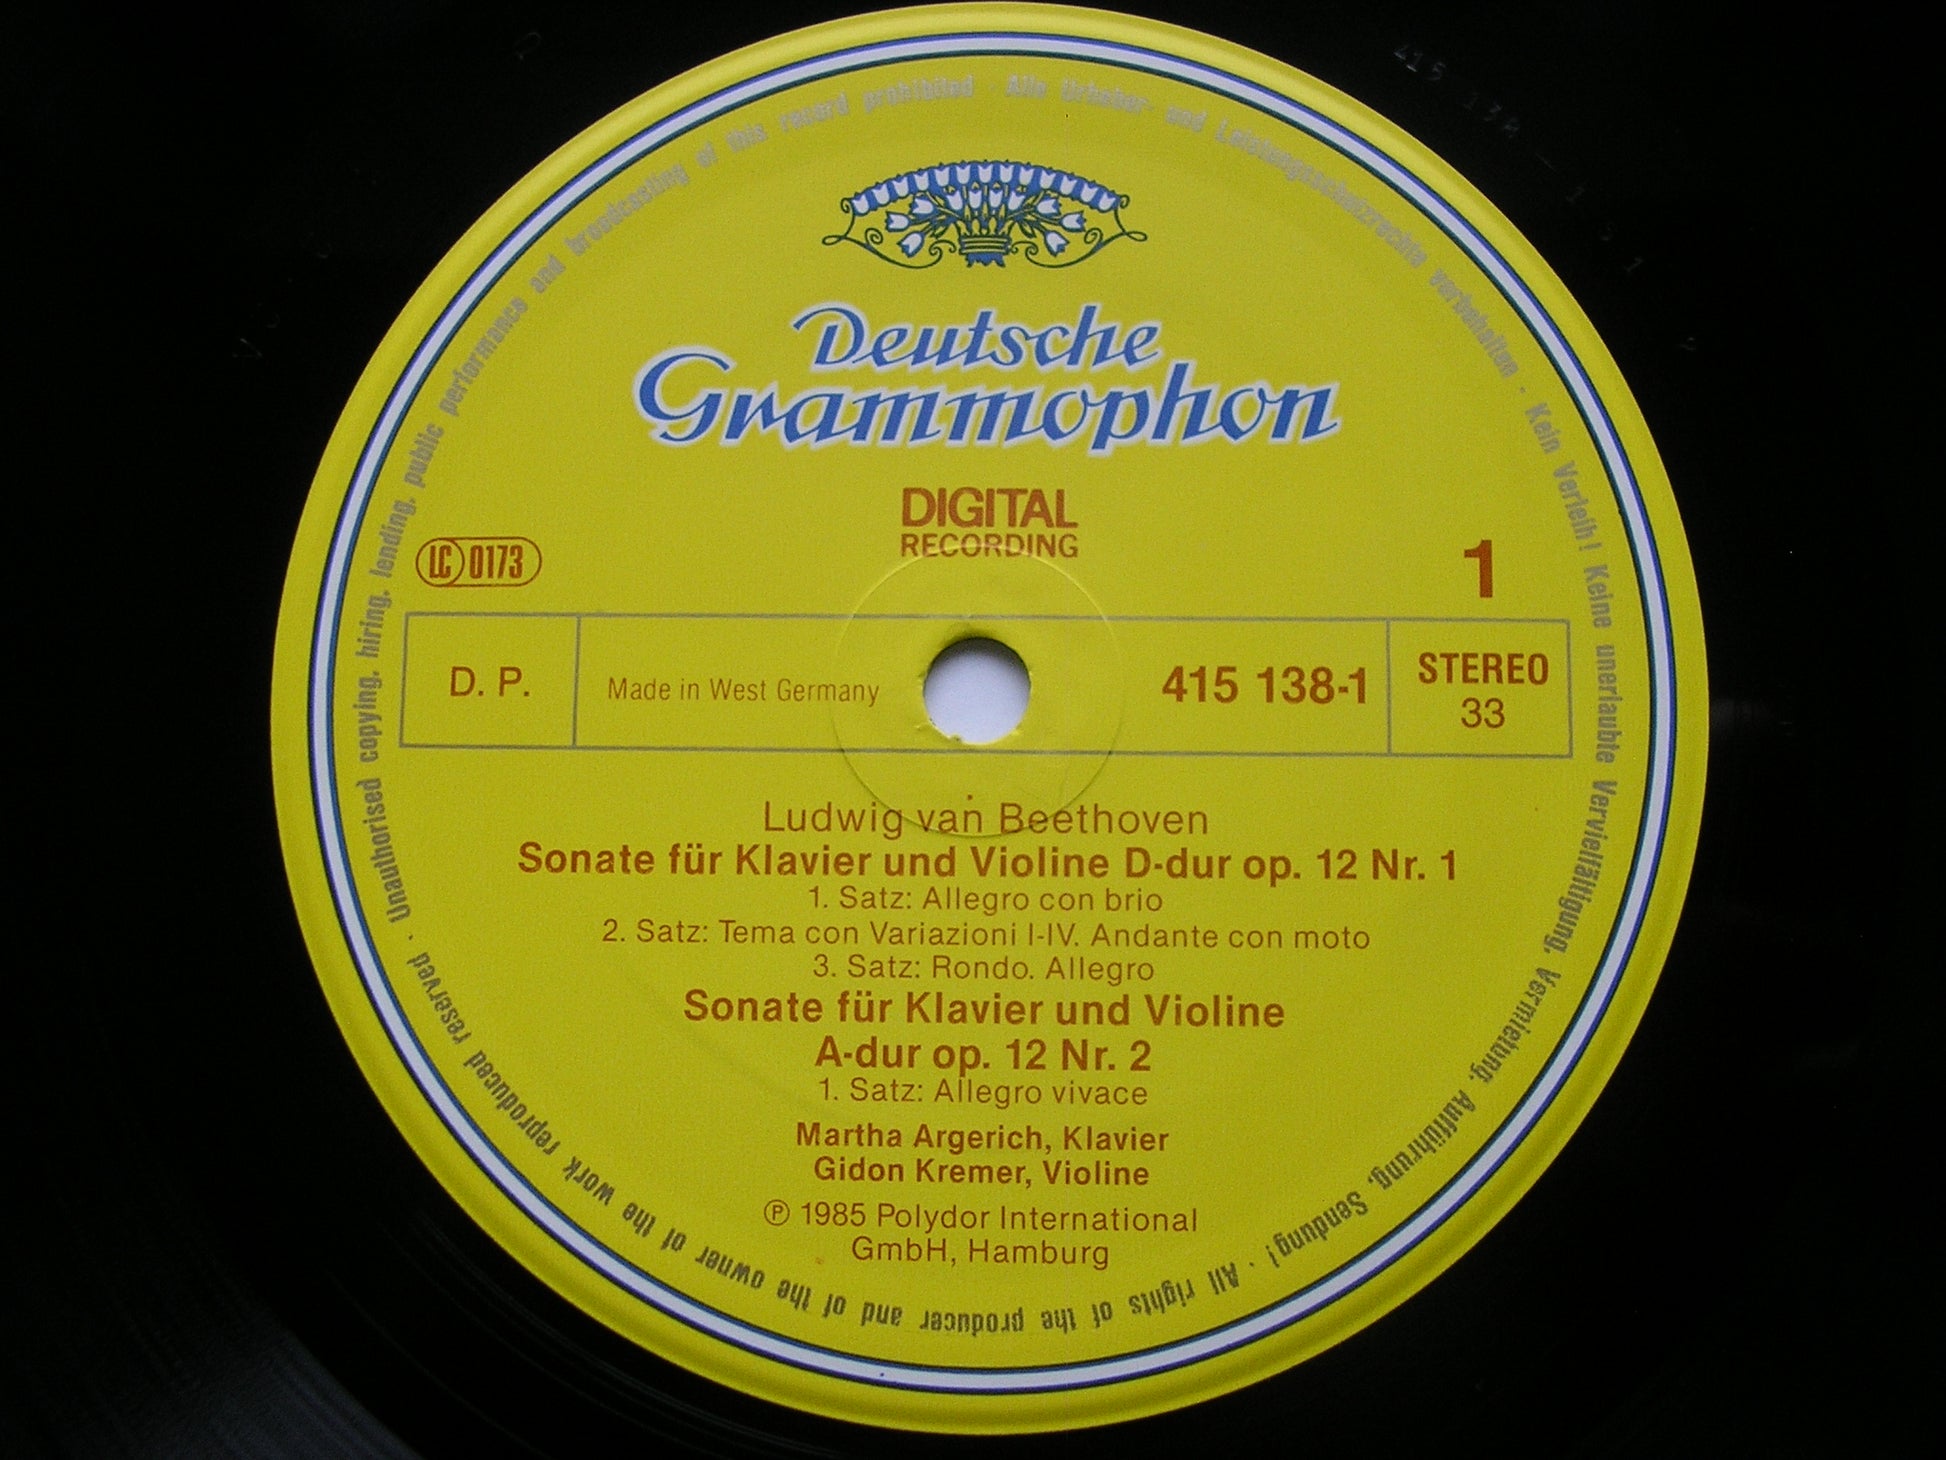 Deutsche
Grammophon
DIGITAL
RECORDING
LC 0173
1
D. P.
Made in West Germany
415 138-1
STEREO
33
Ludwig van Beethoven
Sonate für Klavier und Violine D-dur op. 12 Nr. 1
1. Satz: Allegro con brio
2. Satz: Tema con Variazioni I-IV. Andante con moto
3. Satz: Rondo. Allegro
Sonate für Klavier und Violine
A-dur op. 12 Nr. 2
1. Satz: Allegro vivace
Martha Argerich, Klavier
Gidon Kremer, Violine
℗ 1985 Polydor International
GmbH, Hamburg
Alle Urheber- und Leistungsschutzrechte vorbehalten · Kein Verleih! Keine unerlaubte Vervielfältigung, Vermietung, Aufführung, Sendung! · All rights of the producer and of the owner of the work reproduced reserved · Unauthorised copying, hiring, lending, public performance and broadcasting of this record prohibited ·